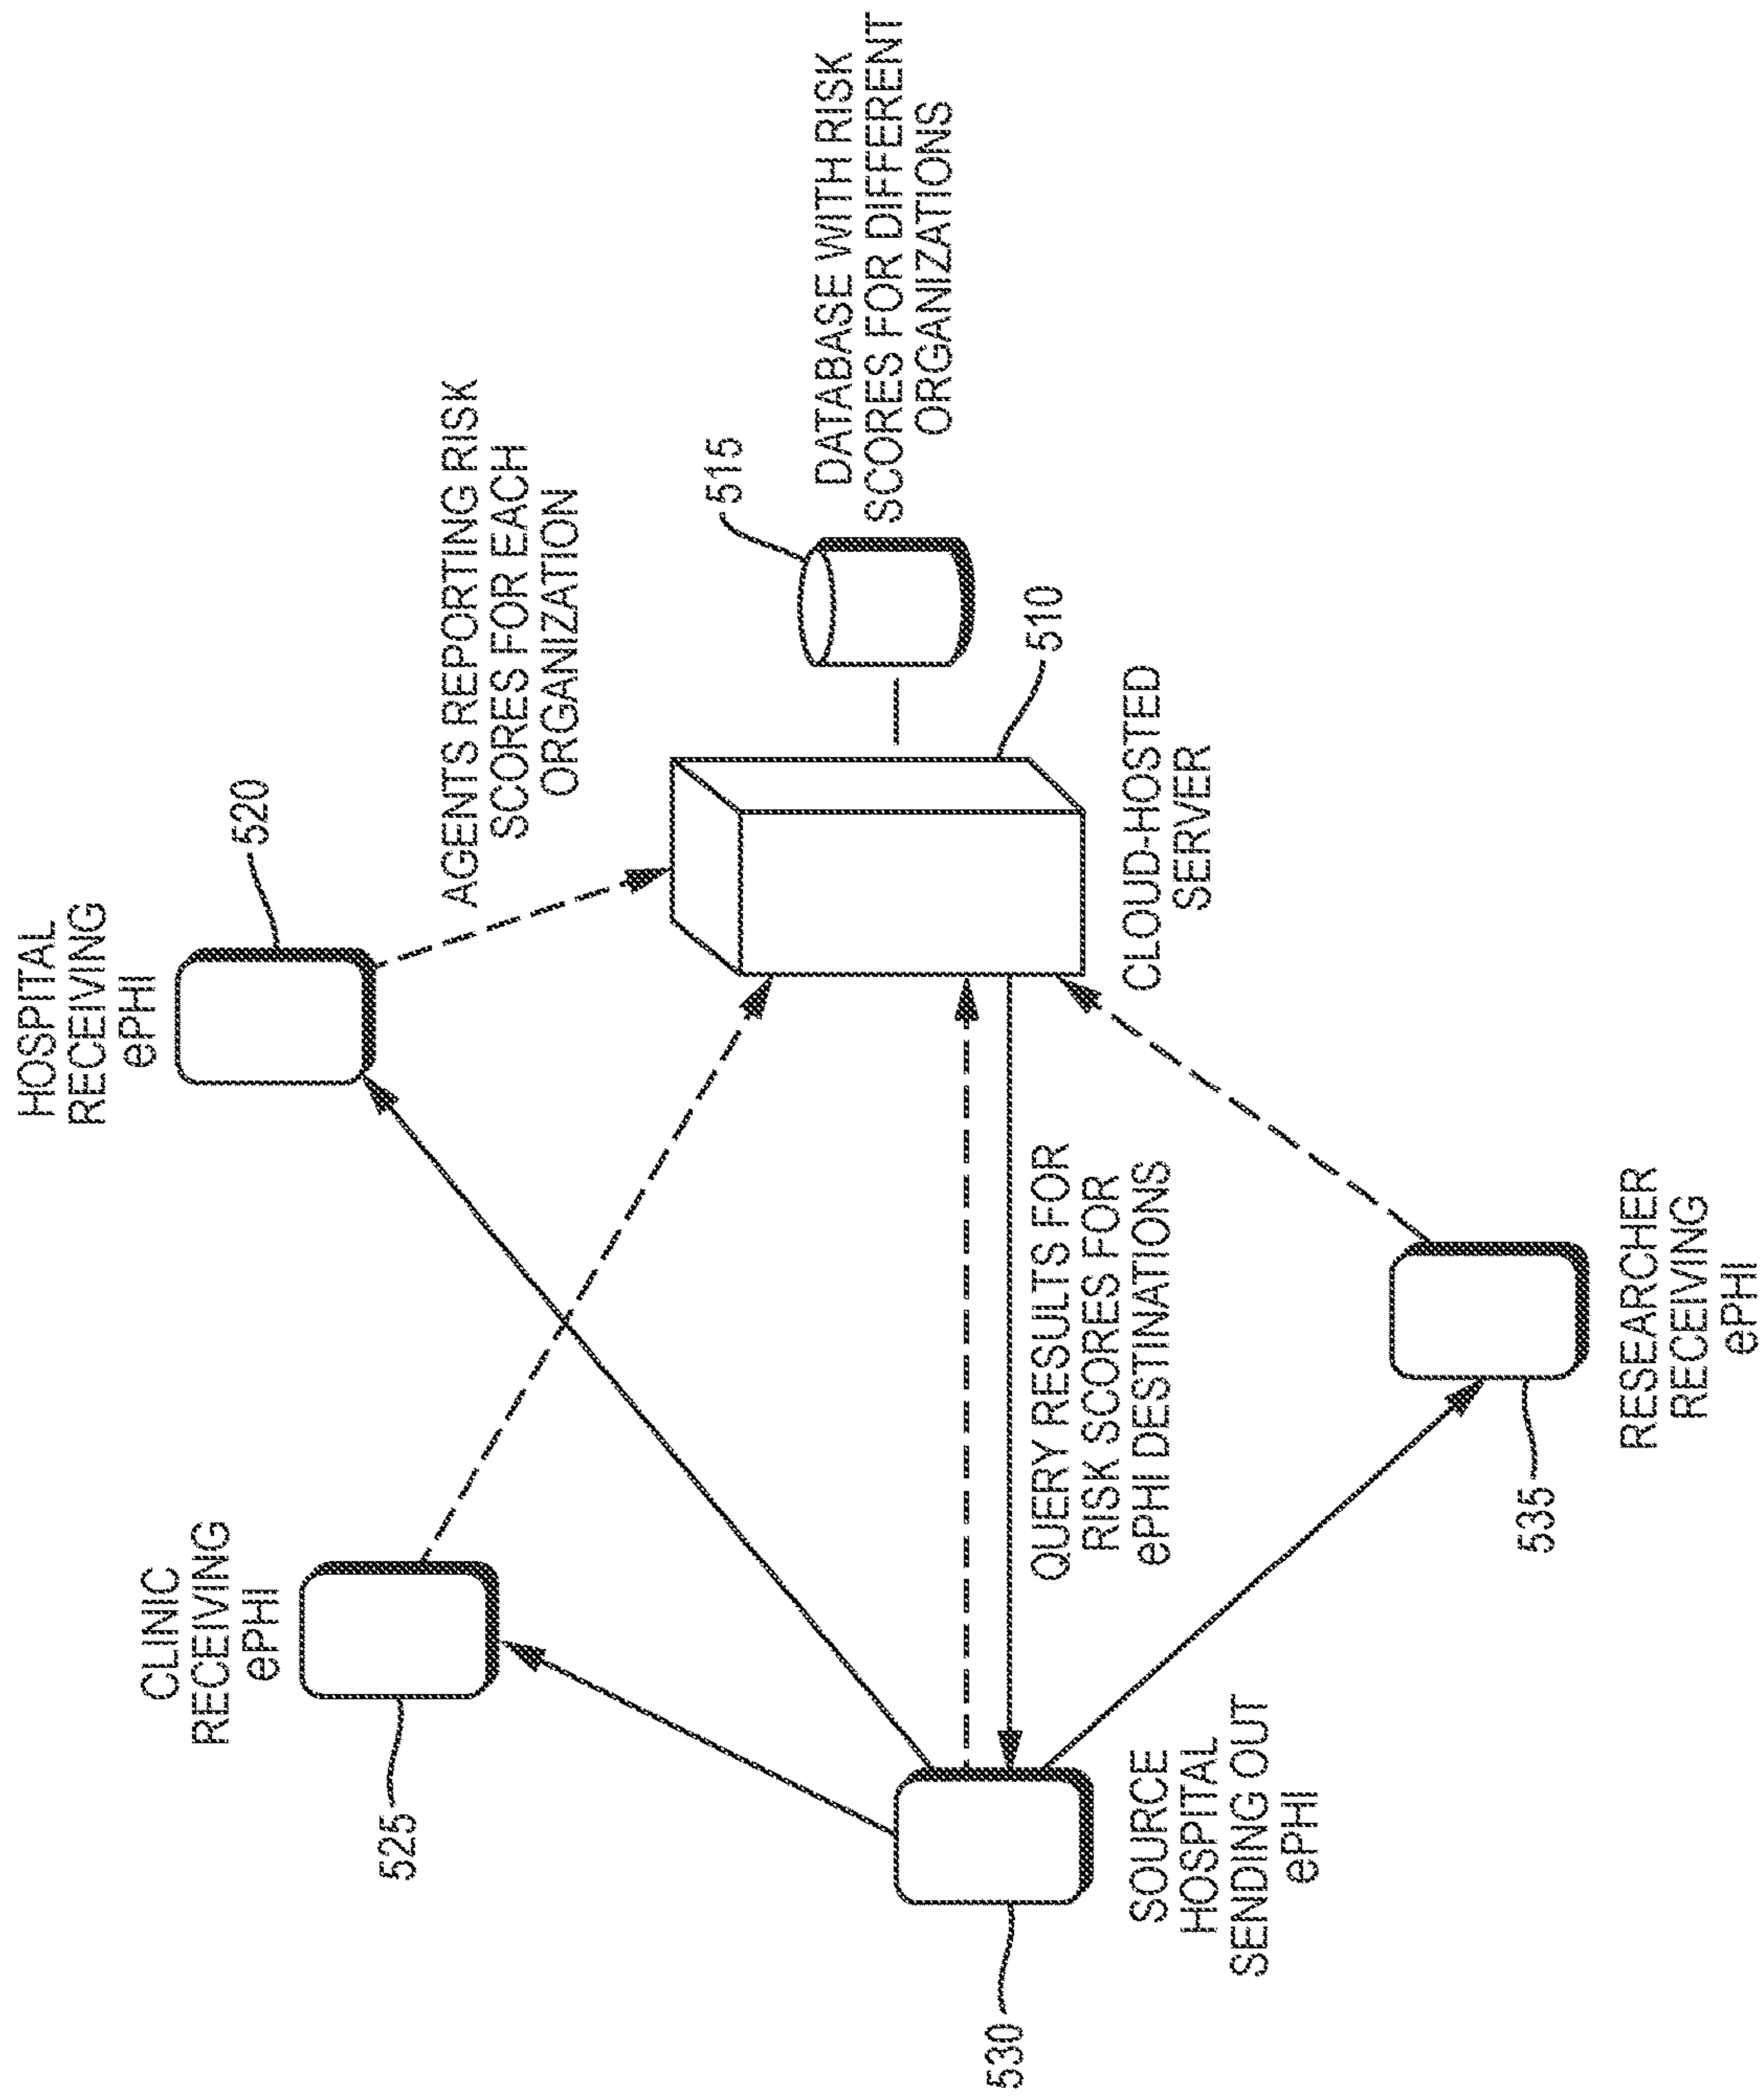 HOSPITAL
RECEIVING
ePHI
520
CLINIC
RECEIVING
ePHI
525
AGENTS REPORTING RISK
SCORES FOR EACH
ORGANIZATION
515
DATABASE WITH RISK
SCORES FOR DIFFERENT
ORGANIZATIONS
510
CLOUD-HOSTED
SERVER
QUERY RESULTS FOR
RISK SCORES FOR
ePHI DESTINATIONS
530
SOURCE
HOSPITAL
SENDING OUT
ePHI
535
RESEARCHER
RECEIVING
ePHI